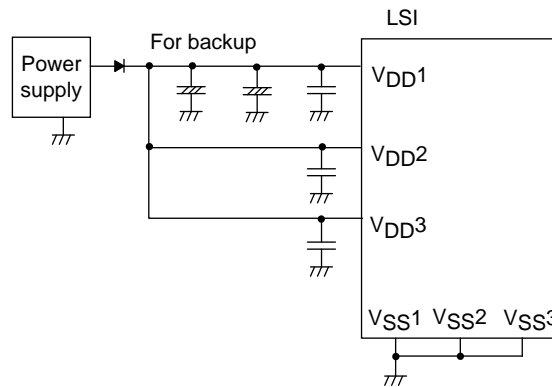 LSI
For backup
Power
supply
VDD1
VDD2
VDD3
VSS1 VSS2 VSS3